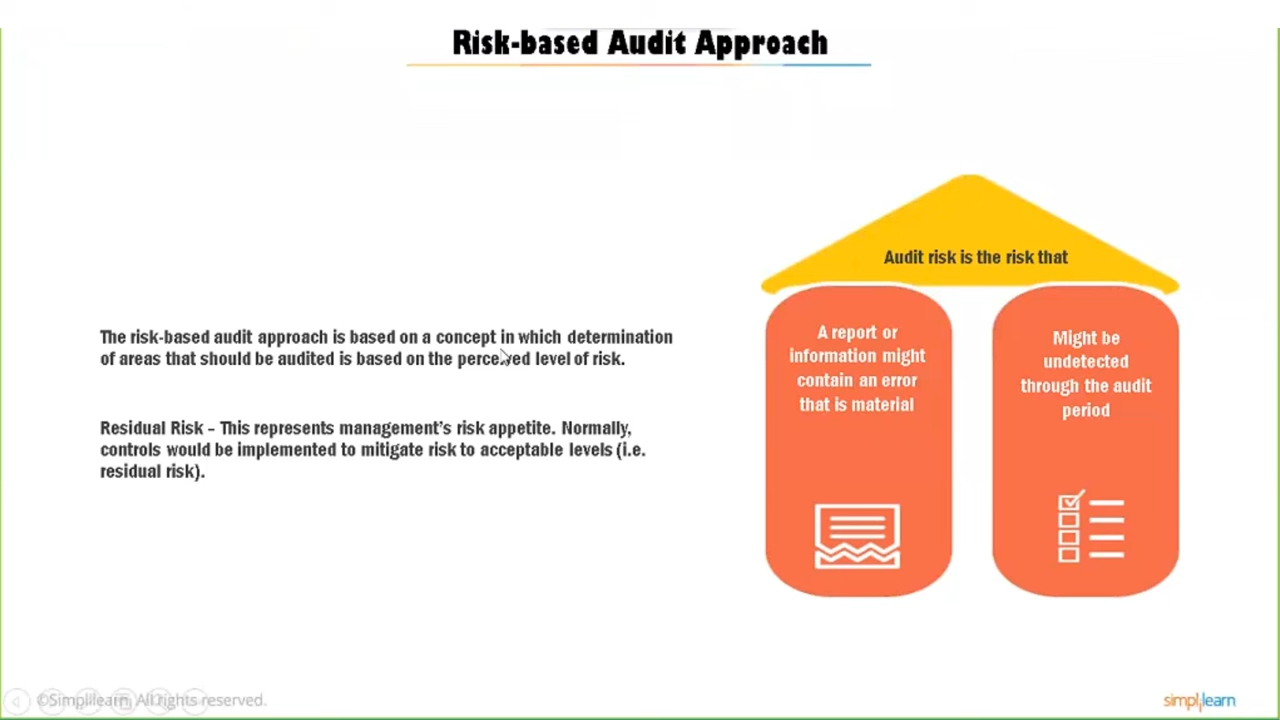 Risk-based Audit Approach
The risk-based audit approach is based on a concept in which determination
of areas that should be audited is based on the perceived level of risk.
Residual Risk – This represents management's risk appetite. Normally,
controls would be implemented to mitigate risk to acceptable levels (i.e.
residual risk).
Audit risk is the risk that
A report or
information might
contain an error
that is material
Might be
undetected
through the audit
period
©Simplilearn. All rights reserved.
simplilearn